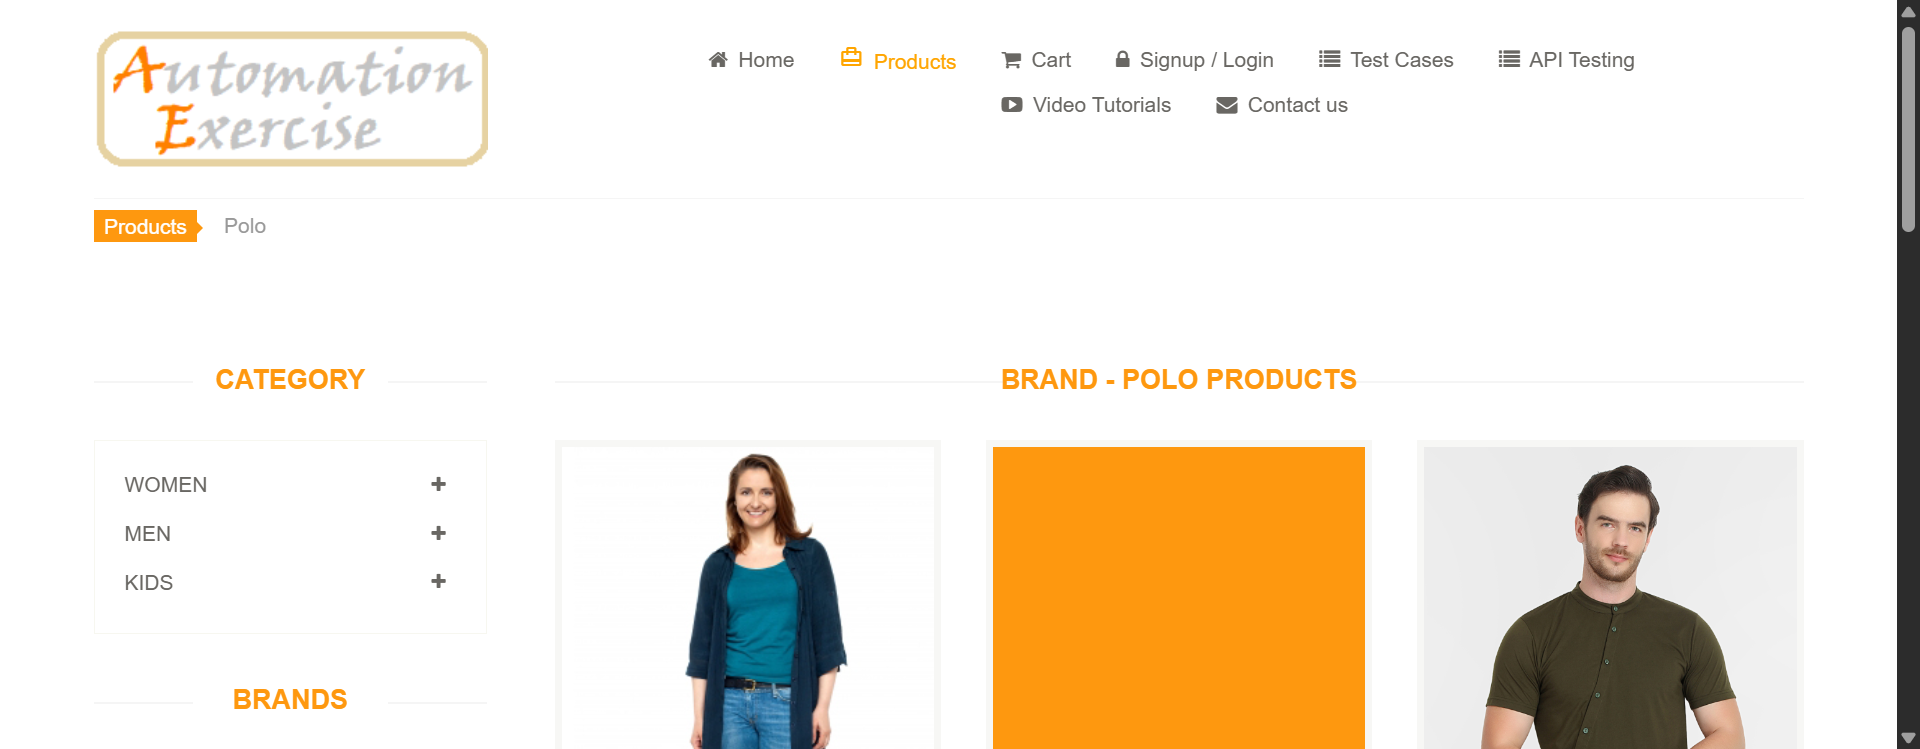 Automation
Exercise
Home
Products
Cart
Signup / Login
Test Cases
API Testing
Video Tutorials
Contact us
Products
Polo
CATEGORY
WOMEN
MEN
KIDS
BRANDS
BRAND - POLO PRODUCTS